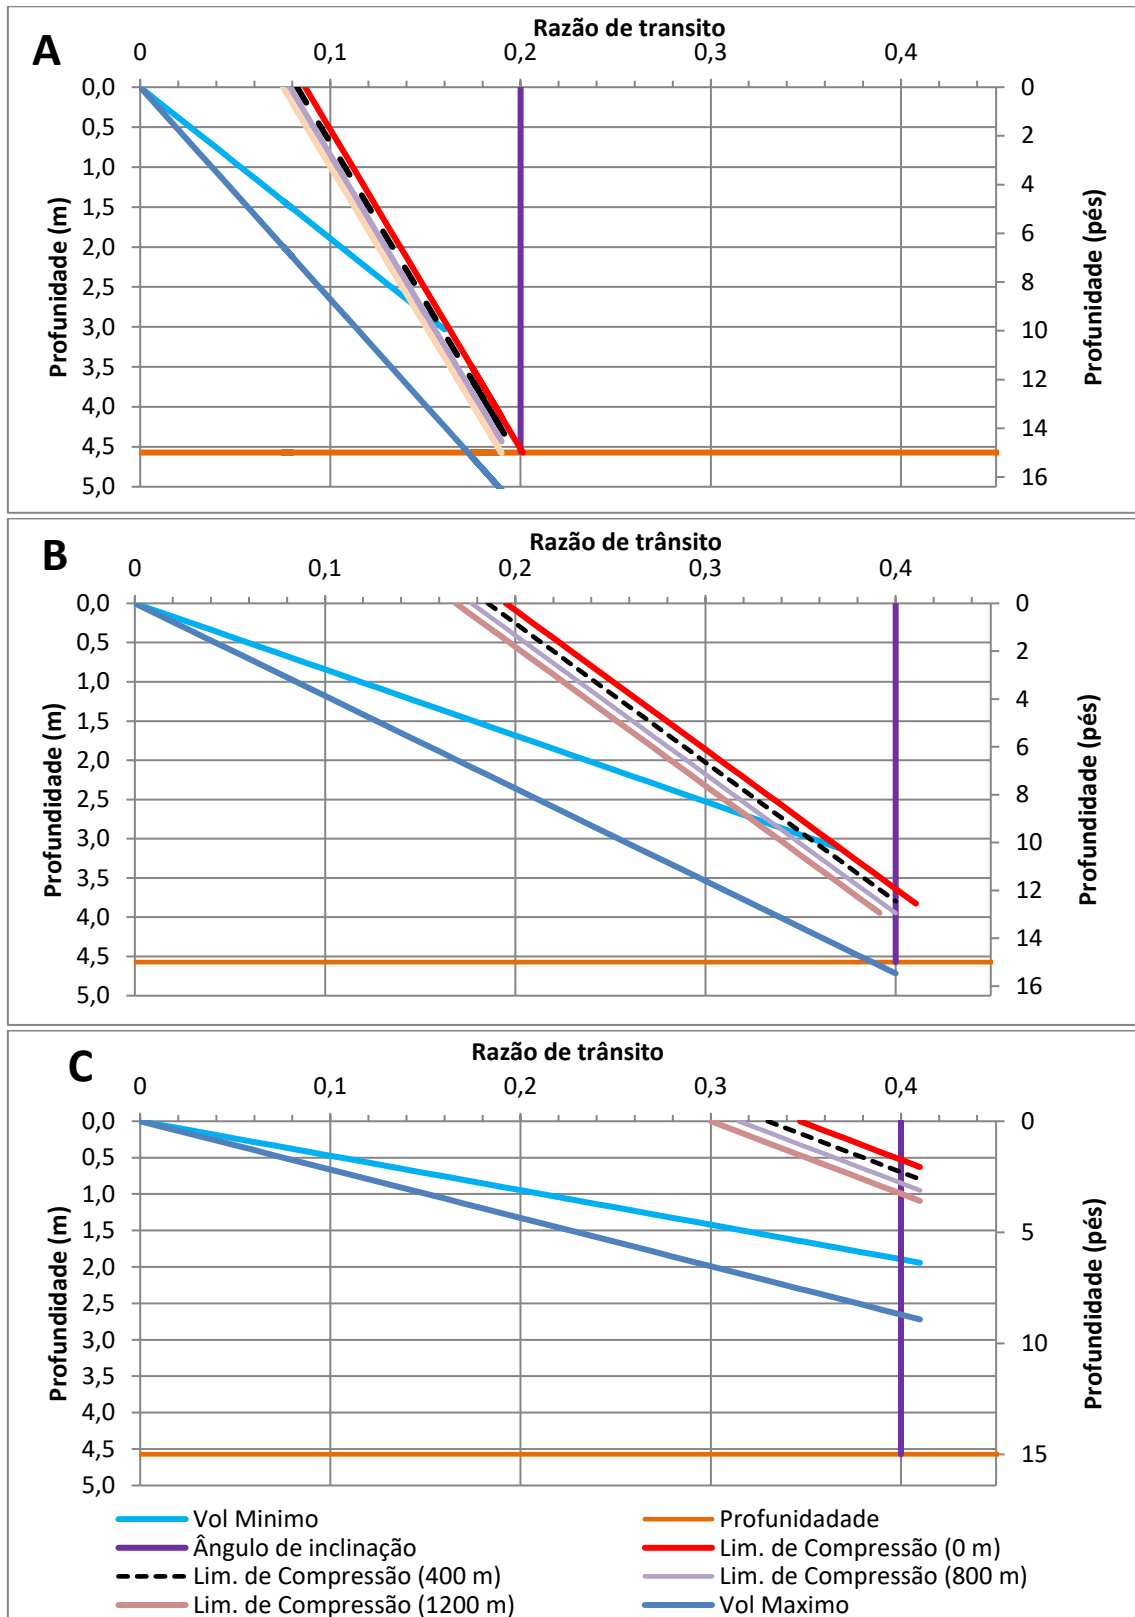 A
Razão de transito
0 0,1 0,2 0,3 0,4
Profunidade (m)
0,0
0,5
1,0
1,5
2,0
2,5
3,0
3,5
4,0
4,5
5,0
0
2
4
6
8
10
12
14
16
Profunidade (pés)
B
Razão de trânsito
0 0,1 0,2 0,3 0,4
Profundidade (m)
0,0
0,5
1,0
1,5
2,0
2,5
3,0
3,5
4,0
4,5
5,0
0
2
4
6
8
10
12
14
16
Profundidade (pés)
C
Razão de trânsito
0 0,1 0,2 0,3 0,4
Profundidade (m)
0,0
0,5
1,0
1,5
2,0
2,5
3,0
3,5
4,0
4,5
5,0
0
5
10
15
Profundidade (pés)
Vol Minimo
Profunidadade
Ângulo de inclinação
Lim. de Compressão (0 m)
Lim. de Compressão (400 m)
Lim. de Compressão (800 m)
Lim. de Compressão (1200 m)
Vol Maximo